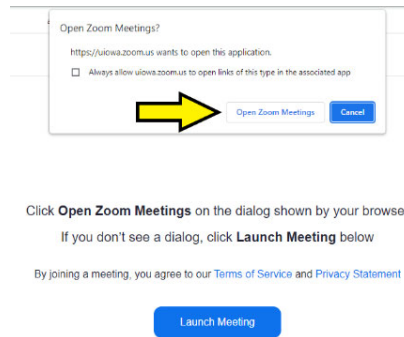 Open Zoom Meetings?
https://uiowa.zoom.us wants to open this application.
Always allow uiowa.zoom.us to open links of this type in the associated app
Open Zoom Meetings Cancel
Click Open Zoom Meetings on the dialog shown by your browse
If you don't see a dialog, click Launch Meeting below
By joining a meeting, you agree to our Terms of Service and Privacy Statement
Launch Meeting